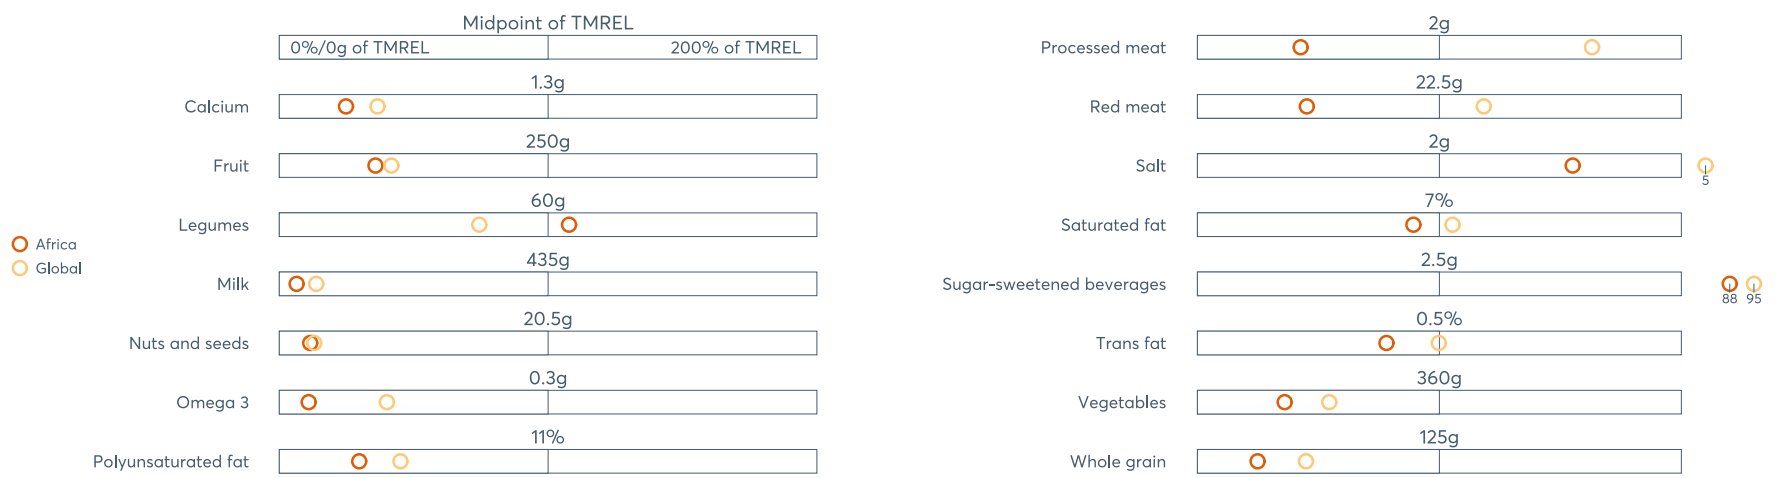 Midpoint of TMREL
0%/0g of TMREL 200% of TMREL
1.3g
Calcium
250g
Fruit
60g
Legumes
435g
Milk
20.5g
Nuts and seeds
0.3g
Omega 3
11%
Polyunsaturated fat
Africa
Global
2g
Processed meat
22.5g
Red meat
2g
Salt
5
7%
Saturated fat
2.5g
Sugar-sweetened beverages
88 95
0.5%
Trans fat
360g
Vegetables
125g
Whole grain